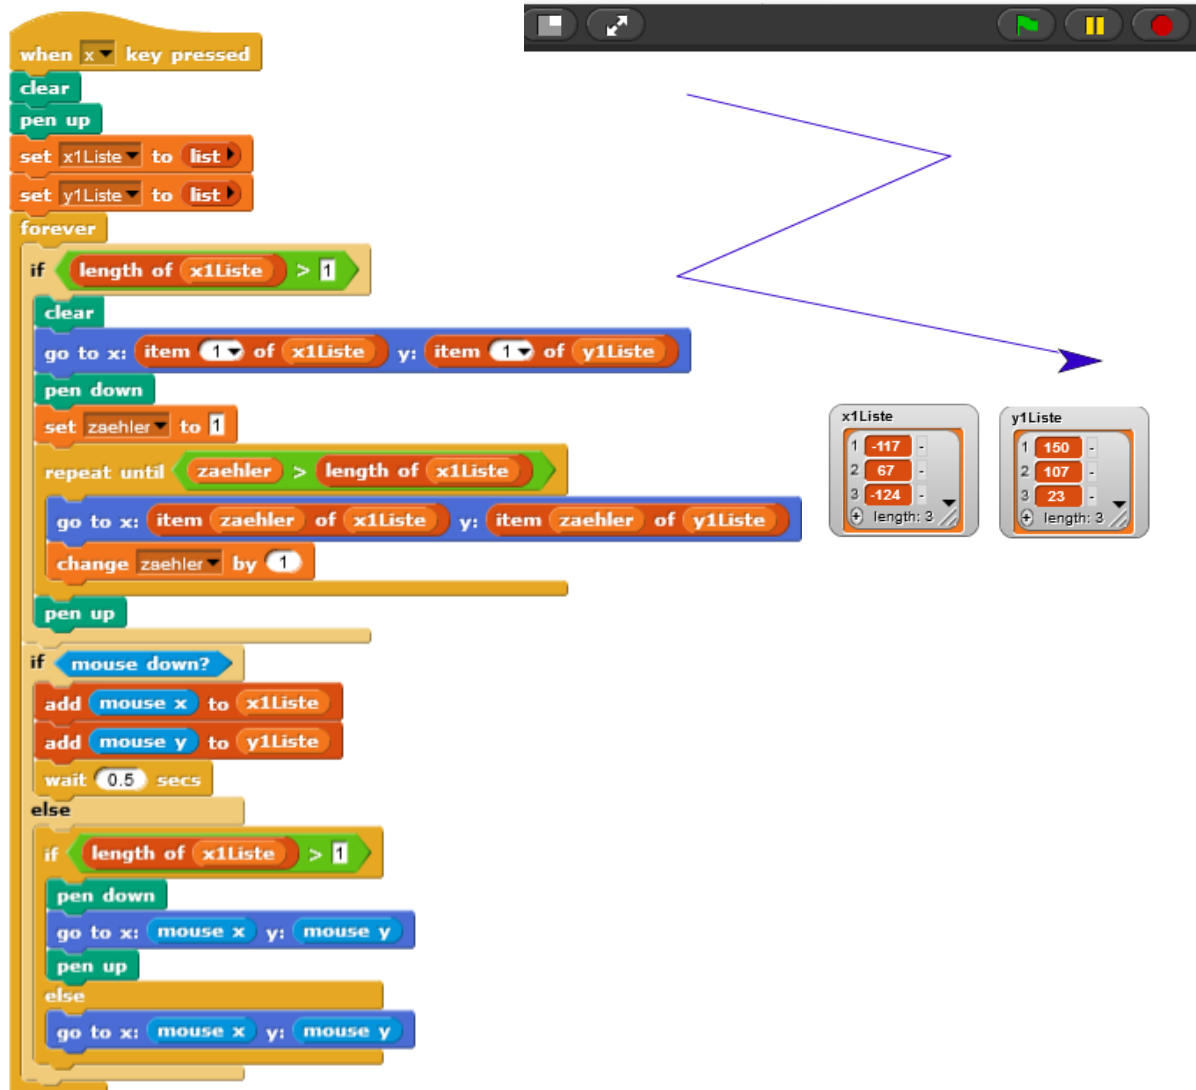 when x key pressed
clear
pen up
set x1Liste to list
set y1Liste to list
forever
if length of x1Liste > 1
clear
go to x: item 1 of x1Liste y: item 1 of y1Liste
pen down
set zaehler to 1
repeat until zaehler > length of x1Liste
go to x: item zaehler of x1Liste y: item zaehler of y1Liste
change zaehler by 1
pen up
if mouse down?
add mouse x to x1Liste
add mouse y to y1Liste
wait 0.5 secs
else
if length of x1Liste > 1
pen down
go to x: mouse x y: mouse y
pen up
else
go to x: mouse x y: mouse y
x1Liste
1 -117 -
2 67 -
3 -124 -
+ length: 3
y1Liste
1 150 -
2 107 -
3 23 -
+ length: 3